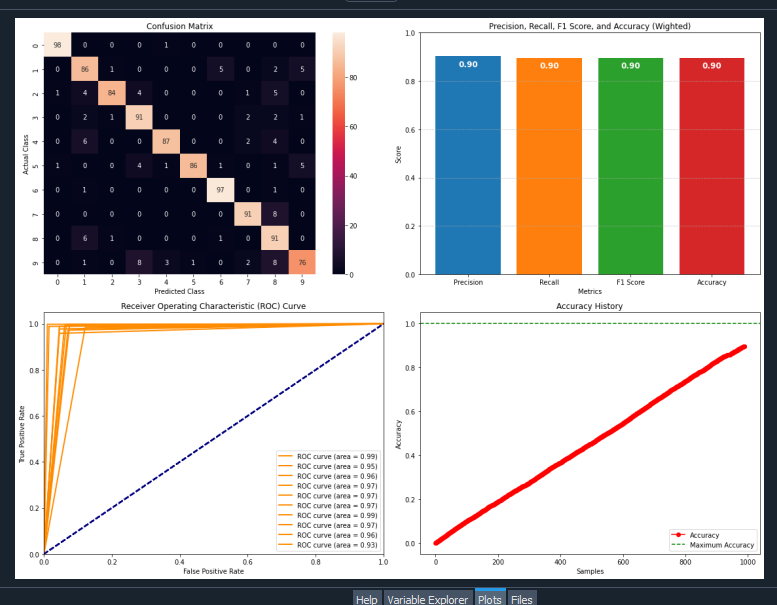 Confusion Matrix
0 98 0 0 0 1 0 0 0 0 0
1 0 86 1 0 0 0 5 0 2 5
2 1 4 84 4 0 0 0 1 5 0
3 0 2 1 91 0 0 0 2 2 1
4 0 6 0 0 87 0 0 2 4 0
5 1 0 0 4 1 86 1 0 1 5
6 0 1 0 0 0 0 97 0 1 0
7 0 0 0 0 0 0 0 91 8 0
8 0 6 1 0 0 0 1 0 91 0
9 0 1 0 8 3 1 0 2 8 76
0 1 2 3 4 5 6 7 8 9
Actual Class
Predicted Class
80
60
40
20
0
Precision, Recall, F1 Score, and Accuracy (Wighted)
1.0
0.8
0.6
0.4
0.2
0.0
Score
0.90 0.90 0.90 0.90
Precision Recall F1 Score Accuracy
Metrics
Receiver Operating Characteristic (ROC) Curve
1.0
0.8
0.6
0.4
0.2
0.0
True Positive Rate
ROC curve (area = 0.99)
ROC curve (area = 0.95)
ROC curve (area = 0.96)
ROC curve (area = 0.97)
ROC curve (area = 0.97)
ROC curve (area = 0.97)
ROC curve (area = 0.99)
ROC curve (area = 0.97)
ROC curve (area = 0.96)
ROC curve (area = 0.93)
0.0 0.2 0.4 0.6 0.8 1.0
False Positive Rate
Accuracy History
1.0
0.8
0.6
0.4
0.2
0.0
Accuracy
Accuracy
Maximum Accuracy
0 200 400 600 800 1000
Samples
Help Variable Explorer Plots Files